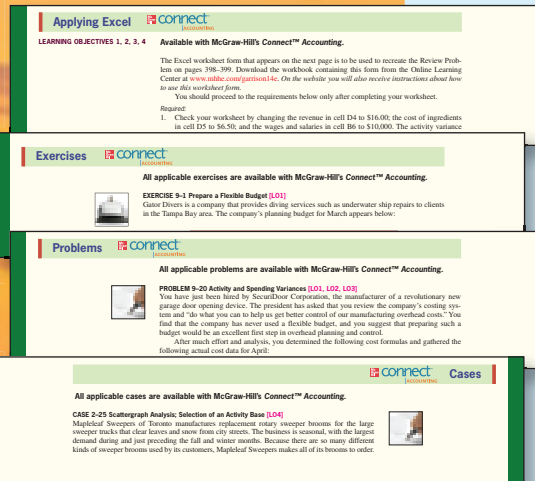 Applying Excel connect ACCOUNTING
LEARNING OBJECTIVES 1, 2, 3, 4 Available with McGraw-Hill's Connect™ Accounting.
The Excel worksheet form that appears on the next page is to be used to recreate the Review Prob-
lem on pages 398–399. Download the workbook containing this form from the Online Learning
Center at www.mhhe.com/garrison14e. On the website you will also receive instructions about how
to use this worksheet form.
You should proceed to the requirements below only after completing your worksheet.
Required:
1. Check your worksheet by changing the revenue in cell D4 to $16.00; the cost of ingredients
in cell D5 to $6.50; and the wages and salaries in cell B6 to $10,000. The activity variance
Exercises connect ACCOUNTING
All applicable exercises are available with McGraw-Hill's Connect™ Accounting.
EXERCISE 9–1 Prepare a Flexible Budget [LO1]
Gator Divers is a company that provides diving services such as underwater ship repairs to clients
in the Tampa Bay area. The company's planning budget for March appears below:
Problems connect ACCOUNTING
All applicable problems are available with McGraw-Hill's Connect™ Accounting.
PROBLEM 9–20 Activity and Spending Variances [LO1, LO2, LO3]
You have just been hired by SecuriDoor Corporation, the manufacturer of a revolutionary new
garage door opening device. The president has asked that you review the company's costing sys-
tem and "do what you can to help us get better control of our manufacturing overhead costs." You
find that the company has never used a flexible budget, and you suggest that preparing such a
budget would be an excellent first step in overhead planning and control.
After much effort and analysis, you determined the following cost formulas and gathered the
following actual cost data for April:
connect ACCOUNTING Cases
All applicable cases are available with McGraw-Hill's Connect™ Accounting.
CASE 2–25 Scattergraph Analysis; Selection of an Activity Base [LO4]
Mapleleaf Sweepers of Toronto manufactures replacement rotary sweeper brooms for the large
sweeper trucks that clear leaves and snow from city streets. The business is seasonal, with the largest
demand during and just preceding the fall and winter months. Because there are so many different
kinds of sweeper brooms used by its customers, Mapleleaf Sweepers makes all of its brooms to order.